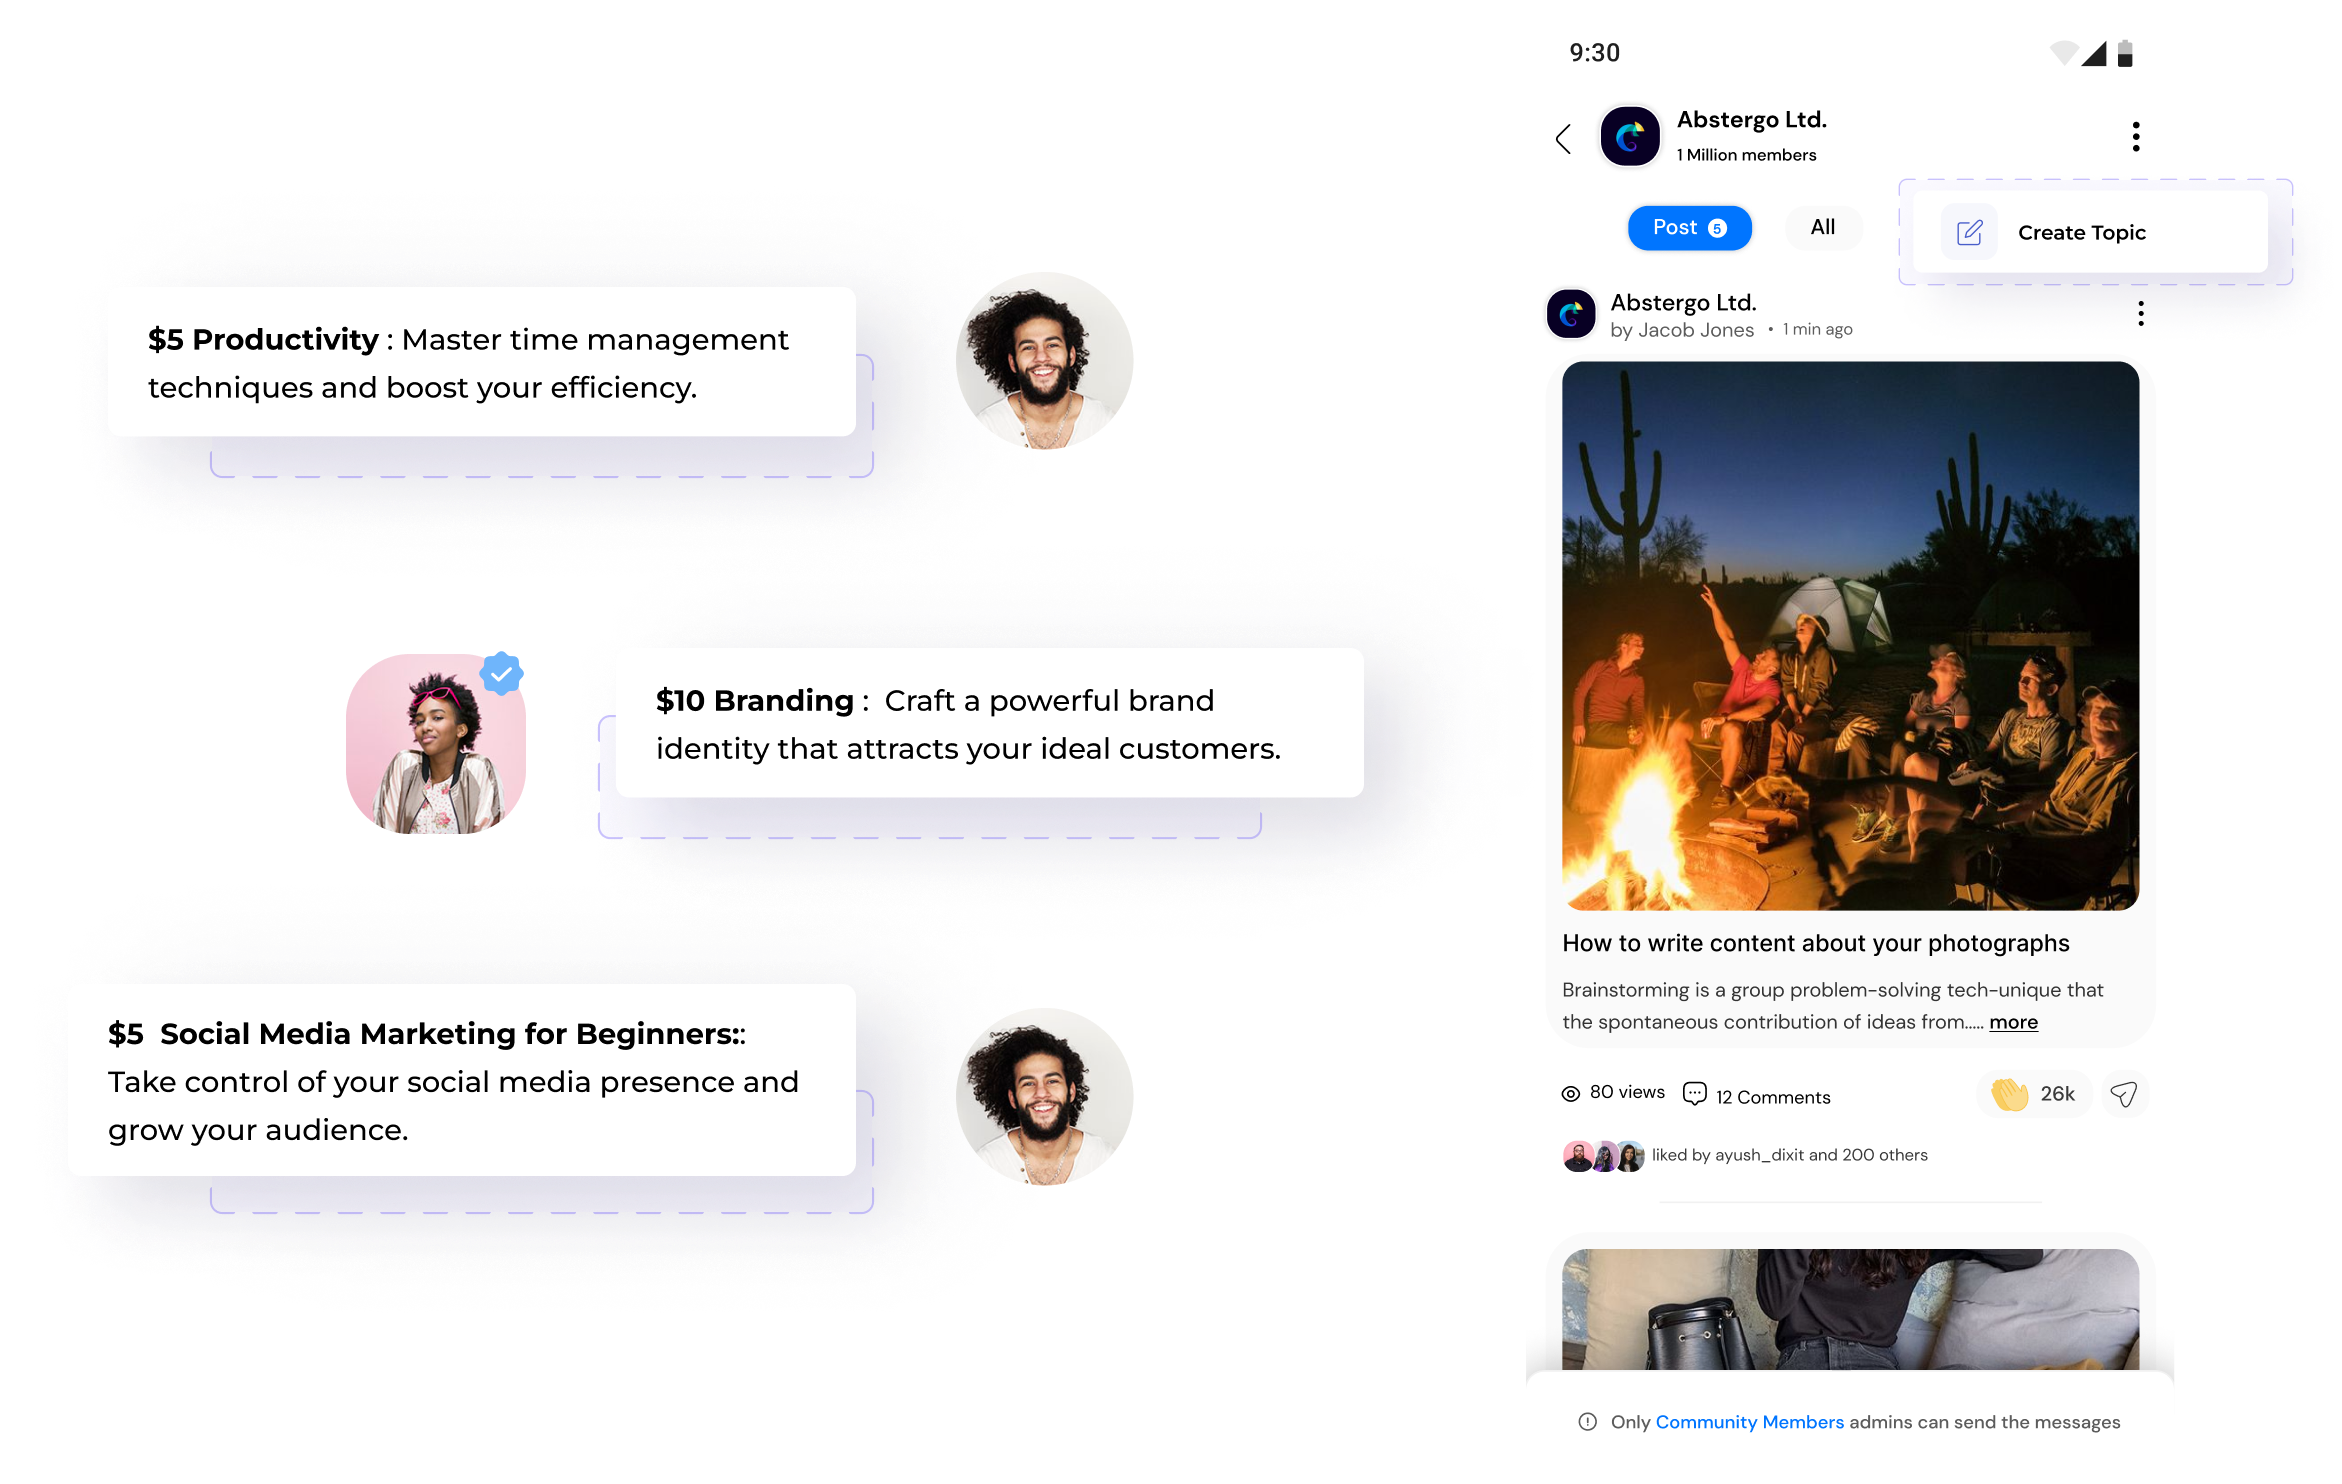 $5 Productivity : Master time management
techniques and boost your efficiency.
$10 Branding :  Craft a powerful brand
identity that attracts your ideal customers.
$5  Social Media Marketing for Beginners::
Take control of your social media presence and
grow your audience.
9:30
Abstergo Ltd.
1 Million members
Post 5
All
Create Topic
Abstergo Ltd.
by Jacob Jones • 1 min ago
How to write content about your photographs
Brainstorming is a group problem-solving tech-unique that
the spontaneous contribution of ideas from..... more
80 views
12 Comments
26k
liked by ayush_dixit and 200 others
Only Community Members admins can send the messages